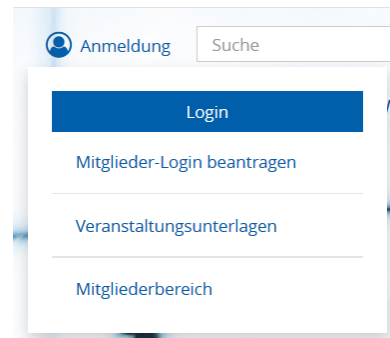 Anmeldung Suche
Login
Mitglieder-Login beantragen
Veranstaltungsunterlagen
Mitgliederbereich